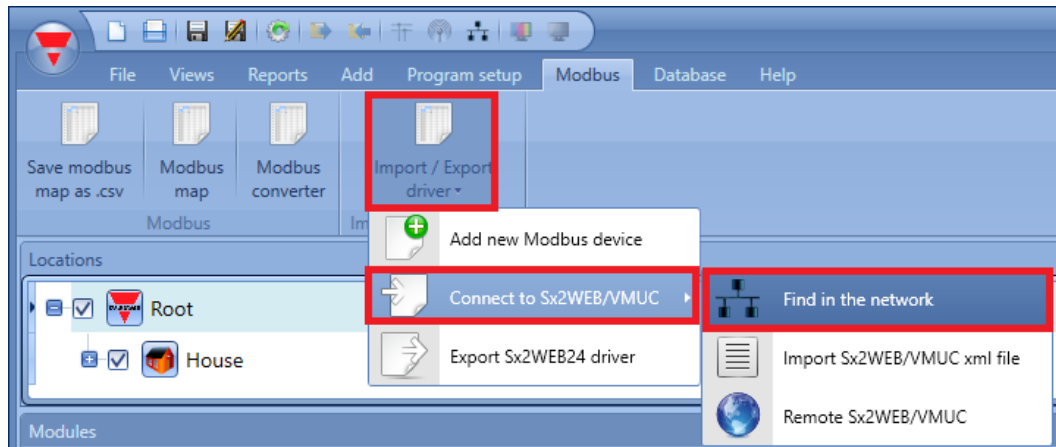 File Views Reports Add Program setup Modbus Database Help
Save modbus map as .csv
Modbus map
Modbus converter
Import / Export driver
Modbus
Im
Add new Modbus device
Locations
Connect to Sx2WEB/VMUC
Find in the network
Root
Export Sx2WEB24 driver
Import Sx2WEB/VMUC xml file
House
Remote Sx2WEB/VMUC
Modules